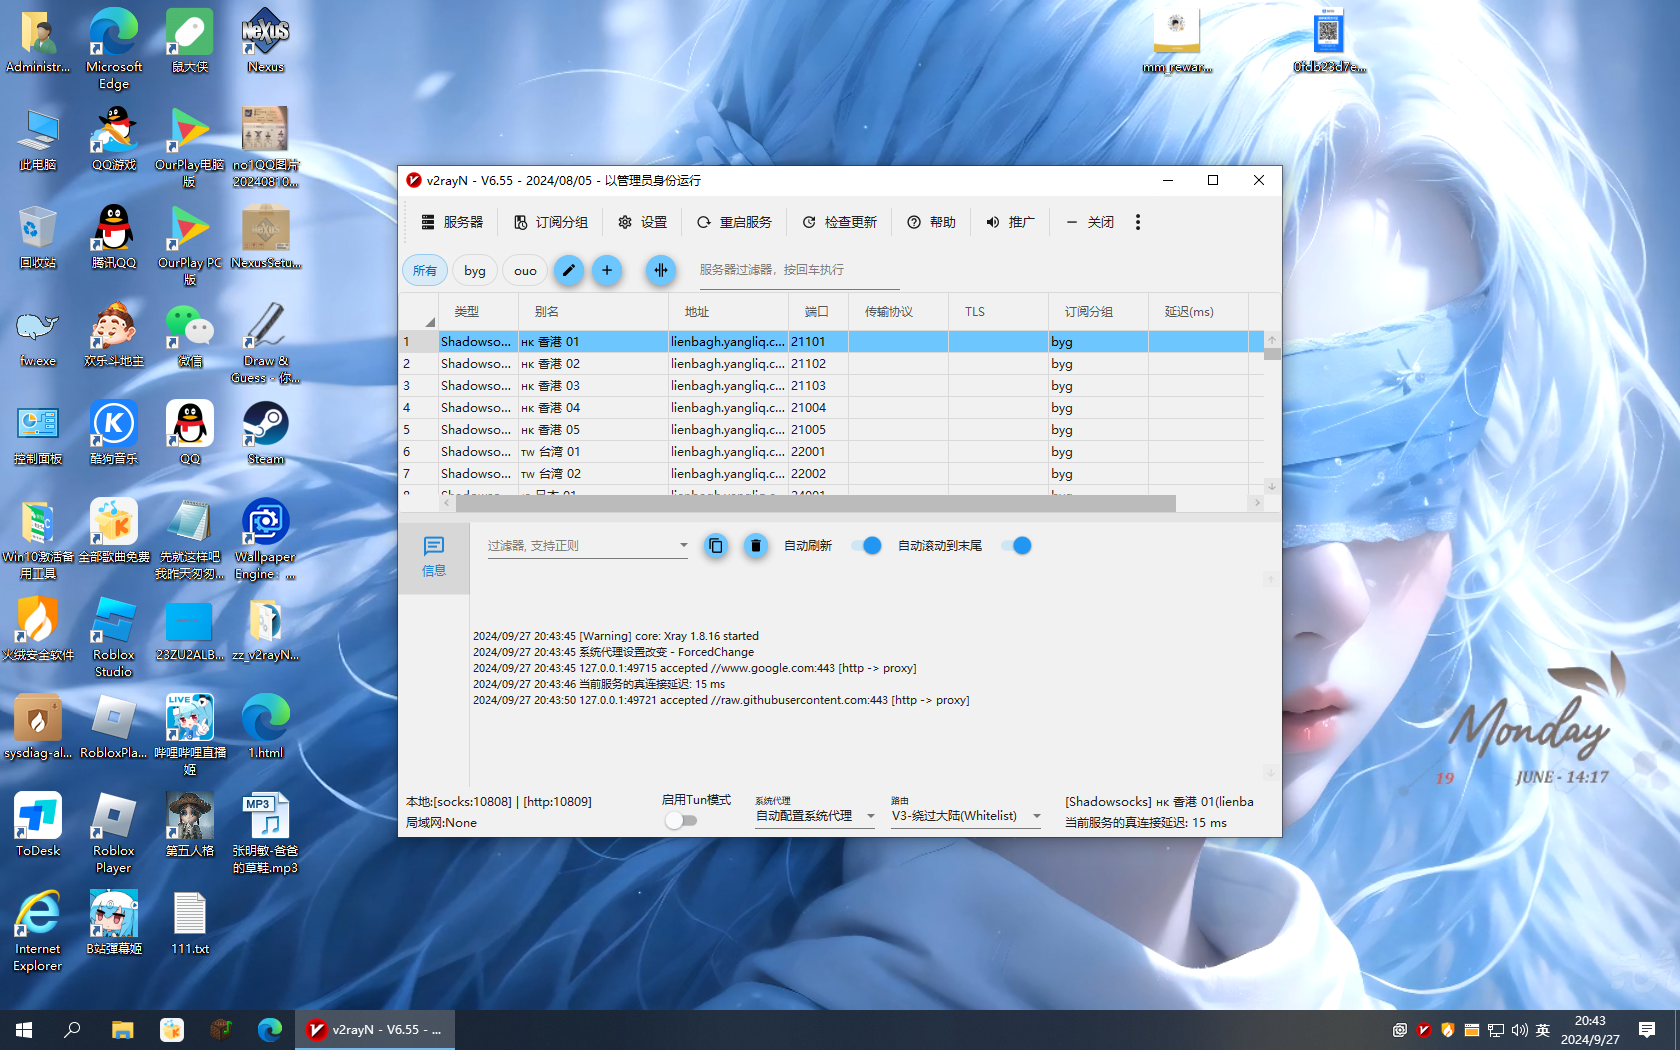 Administr...
Microsoft Edge
鼠大侠
Nexus
此电脑
QQ游戏
OurPlay电脑版
no1QQ图片20240810...
回收站
腾讯QQ
OurPlay PC版
NexusSetu...
fw.exe
欢乐斗地主
微信
Draw & Guess - 你...
控制面板
酷狗音乐
QQ
Steam
Win10激活备用工具
全部歌曲免费
先就这样吧 我昨天匆匆...
Wallpaper Engine: ...
火绒安全软件
Roblox Studio
23ZU2ALB...
zz_v2rayN...
sysdiag-al...
RobloxPla...
LIVE
哔哩哔哩直播姬
1.html
ToDesk
Roblox Player
第五人格
MP3
张明敏-爸爸的草鞋.mp3
Internet Explorer
B站彈幕姬
111.txt
mm_rewar...
0fdb23d7e...
v2rayN - V6.55 - 2024/08/05 - 以管理员身份运行
服务器 订阅分组 设置 重启服务 检查更新 帮助 推广 关闭
所有 byg ouo 服务器过滤器，按回车执行
类型 别名 地址 端口 传输协议 TLS 订阅分组 延迟(ms)
1 Shadowso... HK 香港 01 lienbagh.yangliq.c... 21101 byg
2 Shadowso... HK 香港 02 lienbagh.yangliq.c... 21102 byg
3 Shadowso... HK 香港 03 lienbagh.yangliq.c... 21103 byg
4 Shadowso... HK 香港 04 lienbagh.yangliq.c... 21004 byg
5 Shadowso... HK 香港 05 lienbagh.yangliq.c... 21005 byg
6 Shadowso... TW 台湾 01 lienbagh.yangliq.c... 22001 byg
7 Shadowso... TW 台湾 02 lienbagh.yangliq.c... 22002 byg
信息
过滤器, 支持正则 自动刷新 自动滚动到末尾
2024/09/27 20:43:45 [Warning] core: Xray 1.8.16 started
2024/09/27 20:43:45 系统代理设置改变 - ForcedChange
2024/09/27 20:43:45 127.0.0.1:49715 accepted //www.google.com:443 [http -> proxy]
2024/09/27 20:43:46 当前服务的真连接延迟: 15 ms
2024/09/27 20:43:50 127.0.0.1:49721 accepted //raw.githubusercontent.com:443 [http -> proxy]
本地:[socks:10808] | [http:10809]
局域网:None
启用Tun模式
系统代理
自动配置系统代理
路由
V3-绕过大陆(Whitelist)
[Shadowsocks] HK 香港 01(lienba
当前服务的真连接延迟: 15 ms
Monday
19 JUNE - 14:17
v2rayN - V6.55 - ...
英
20:43
2024/9/27